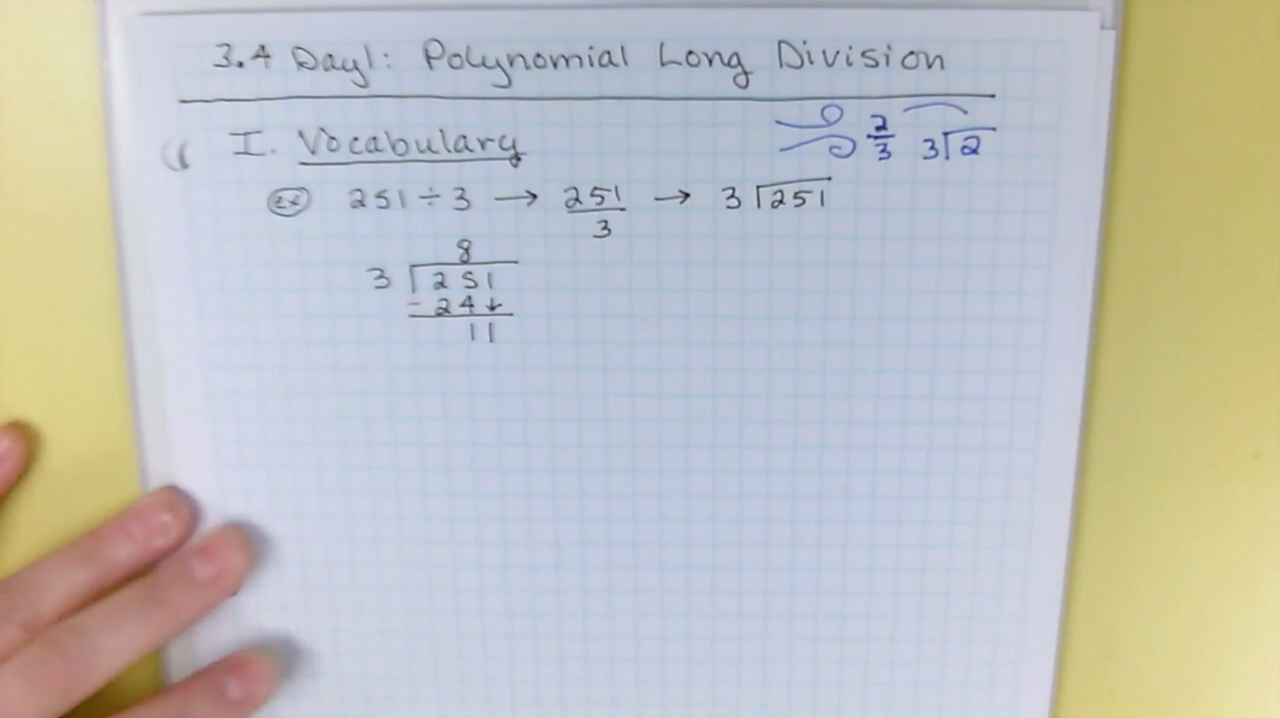 3.4 Day1: Polynomial Long Division
I. Vocabulary
2/3 3⟌2
Ex 251 ÷ 3 → 251/3 → 3⟌251
8
3⟌251
- 24↓
11